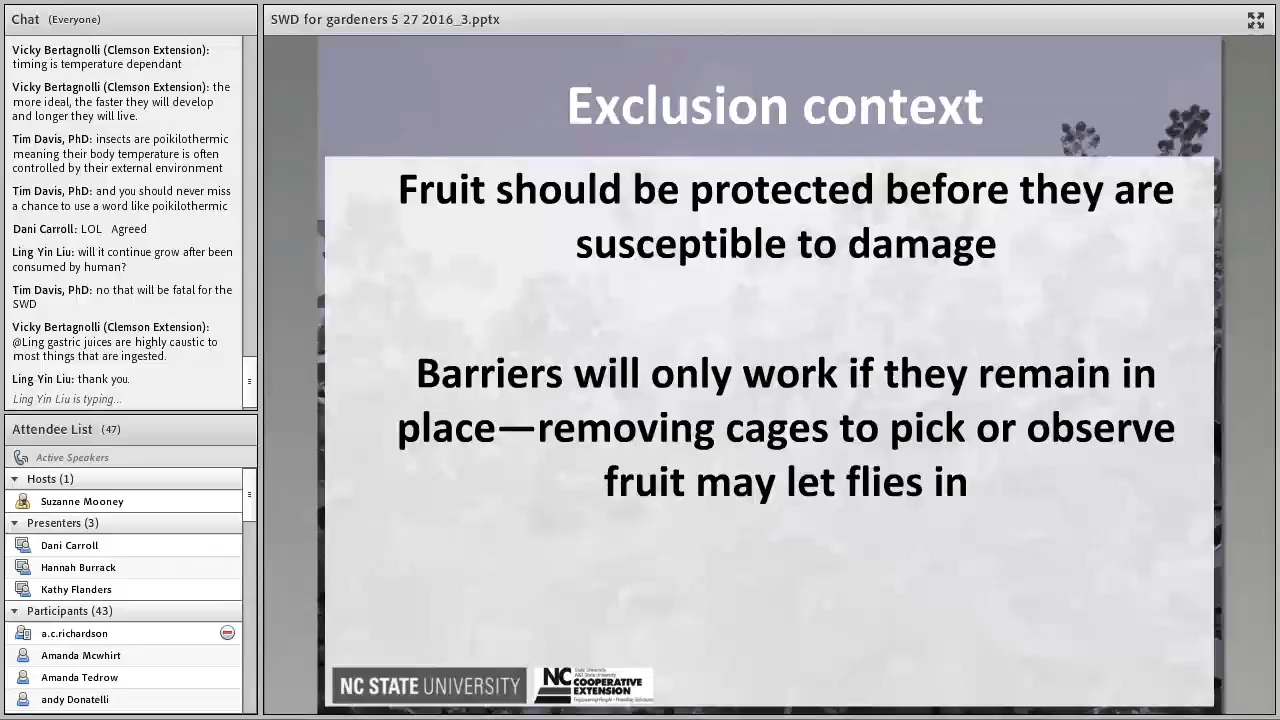 Chat (Everyone)
Vicky Bertagnolli (Clemson Extension):
timing is temperature dependant
Vicky Bertagnolli (Clemson Extension): the
more ideal, the faster they will develop
and longer they will live.
Tim Davis, PhD: insects are poikilothermic
meaning their body temperature is often
controlled by their external environment
Tim Davis, PhD: and you should never miss
a chance to use a word like poikilothermic
Dani Carroll: LOL Agreed
Ling Yin Liu: will it continue grow after been
consumed by human?
Tim Davis, PhD: no that will be fatal for the
SWD
Vicky Bertagnolli (Clemson Extension):
@Ling gastric juices are highly caustic to
most things that are ingested.
Ling Yin Liu: thank you.
Ling Yin Liu is typing...
Attendee List (47)
Active Speakers
Hosts (1)
Suzanne Mooney
Presenters (3)
Dani Carroll
Hannah Burrack
Kathy Flanders
Participants (43)
a.c.richardson
Amanda Mcwhirt
Amanda Tedrow
andy Donatelli
SWD for gardeners 5 27 2016_3.pptx
Exclusion context
Fruit should be protected before they are
susceptible to damage
Barriers will only work if they remain in
place—removing cages to pick or observe
fruit may let flies in
NC STATE UNIVERSITY
NC
COOPERATIVE
EXTENSION